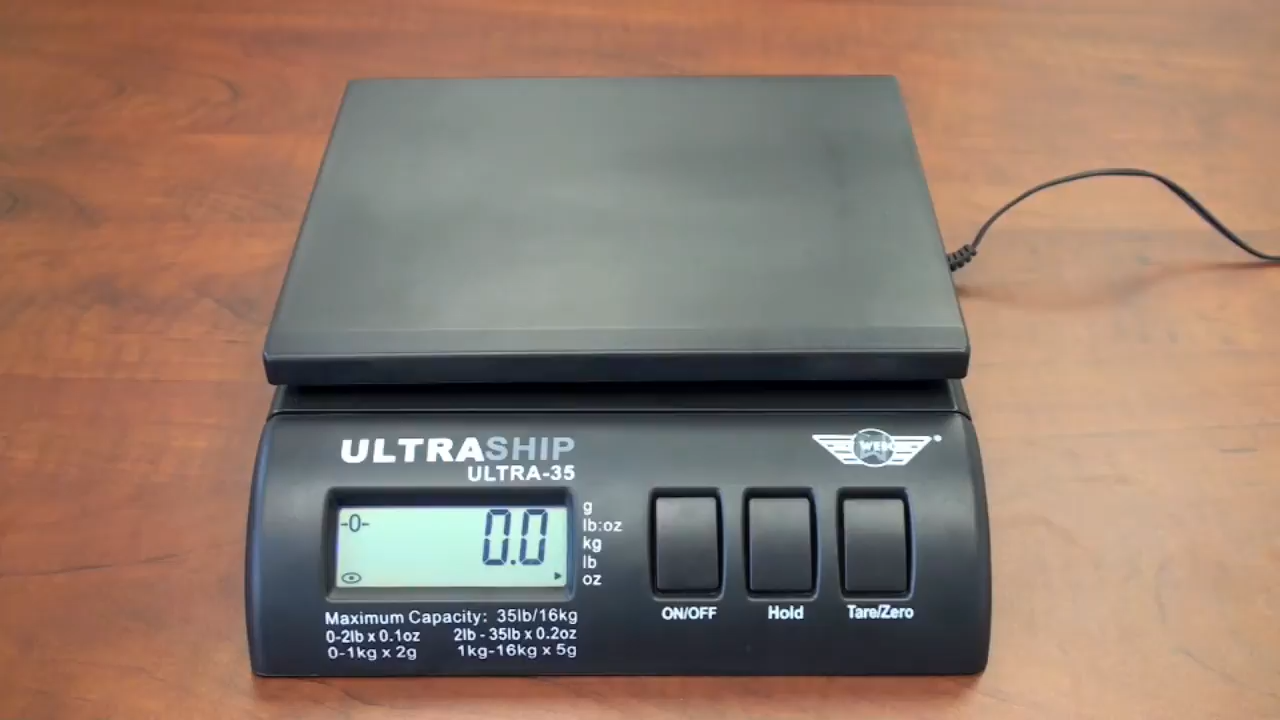 ULTRASHIP
ULTRA-35
-0-
0.0
g
lb:oz
kg
lb
oz
ON/OFF
Hold
Tare/Zero
Maximum Capacity: 35lb/16kg
0-2lb x 0.1oz 2lb - 35lb x 0.2oz
0-1kg x 2g 1kg-16kg x 5g